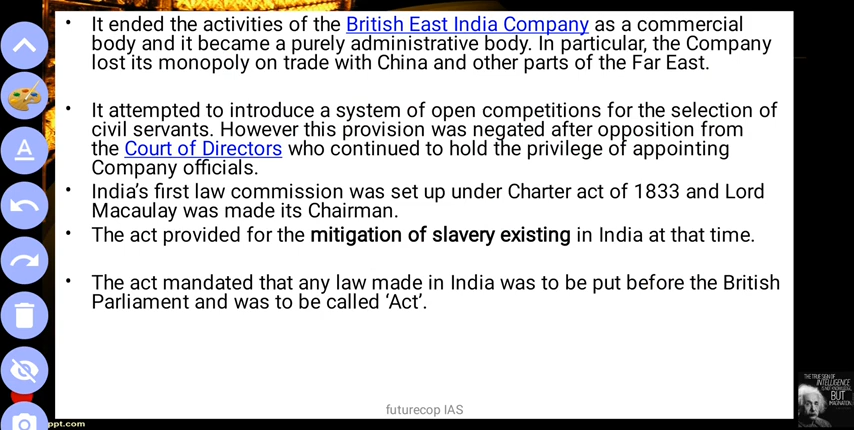 • It ended the activities of the British East India Company as a commercial
body and it became a purely administrative body. In particular, the Company
lost its monopoly on trade with China and other parts of the Far East.
• It attempted to introduce a system of open competitions for the selection of
civil servants. However this provision was negated after opposition from
the Court of Directors who continued to hold the privilege of appointing
Company officials.
• India’s first law commission was set up under Charter act of 1833 and Lord
Macaulay was made its Chairman.
• The act provided for the mitigation of slavery existing in India at that time.
• The act mandated that any law made in India was to be put before the British
Parliament and was to be called ‘Act’.
futurecop IAS
THE TRUE SIGN OF
INTELLIGENCE
IS NOT KNOWLEDGE
BUT
IMAGINATION
ppt.com
A